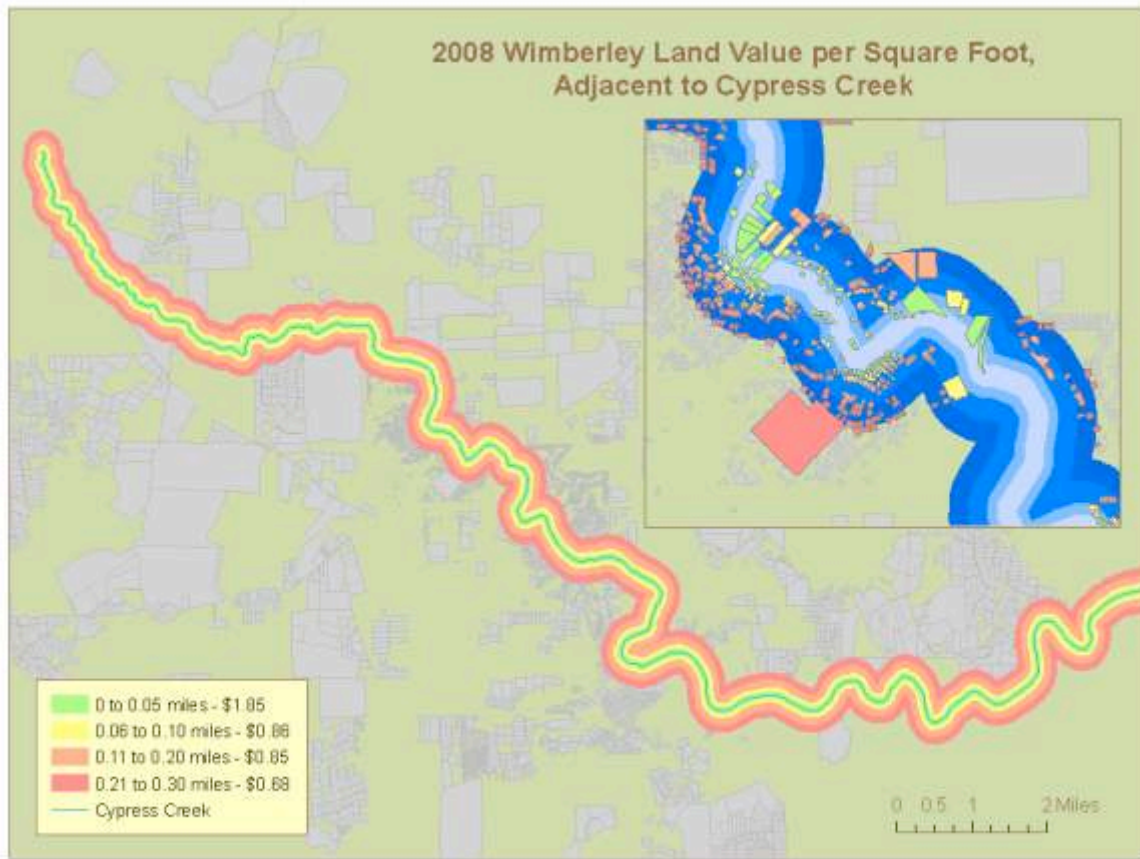 2008 Wimberley Land Value per Square Foot,
Adjacent to Cypress Creek
0 to 0.05 miles - $1.85
0.06 to 0.10 miles - $0.86
0.11 to 0.20 miles - $0.85
0.21 to 0.30 miles - $0.68
Cypress Creek
0 0.5 1 2 Miles